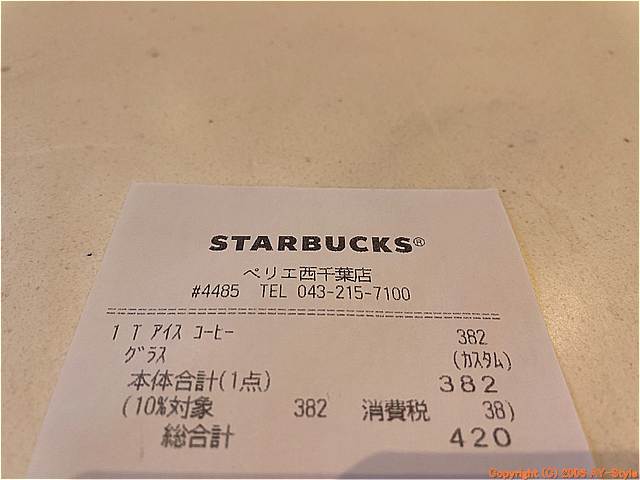 STARBUCKS®
ペリエ西千葉店
#4485 TEL 043-215-7100
1 T ｱｲｽ ｺｰﾋｰ 382
ｸﾞﾗｽ (ｶｽﾀﾑ)
本体合計(1点) 382
(10%対象 382 消費税 38)
総合計 420
Copyright (C) 2005 AY-Style